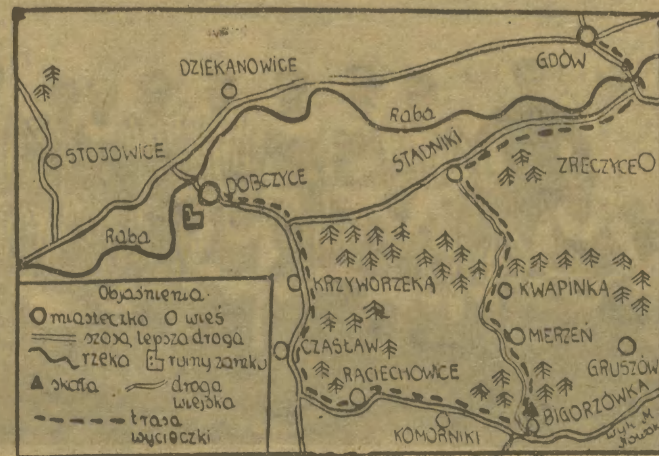 GDÓW
DZIEKANOWICE
Raba
STADNIKI
STOJOWICE
ZRĘCZYCE
DOBCZYCE
Raba
KRZYWORZEKA
KWAPINKA
CZASŁAW
MIERZEŃ
GRUSZÓW
RACIECHOWICE
BIGORZÓWKA
KOMORNIKI
Objaśnienia
miasteczko wieś
szosa, lepsza droga
rzeka ruiny zamku
skała droga
wiejska
trasa
wycieczki